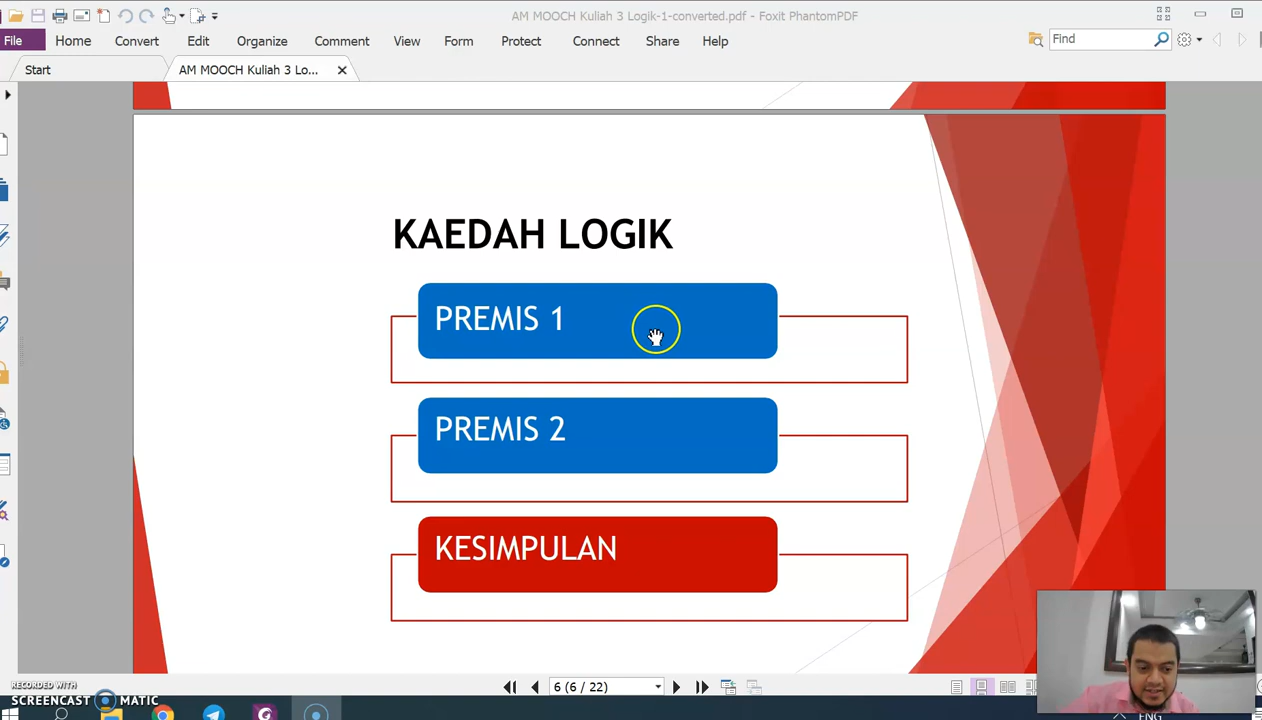 AM MOOCH Kuliah 3 Logik-1-converted.pdf - Foxit PhantomPDF
File Home Convert Edit Organize Comment View Form Protect Connect Share Help Find
Start AM MOOCH Kuliah 3 Lo...
KAEDAH LOGIK
PREMIS 1
PREMIS 2
KESIMPULAN
6 (6 / 22)
RECORDED WITH
SCREENCAST MATIC
ENG